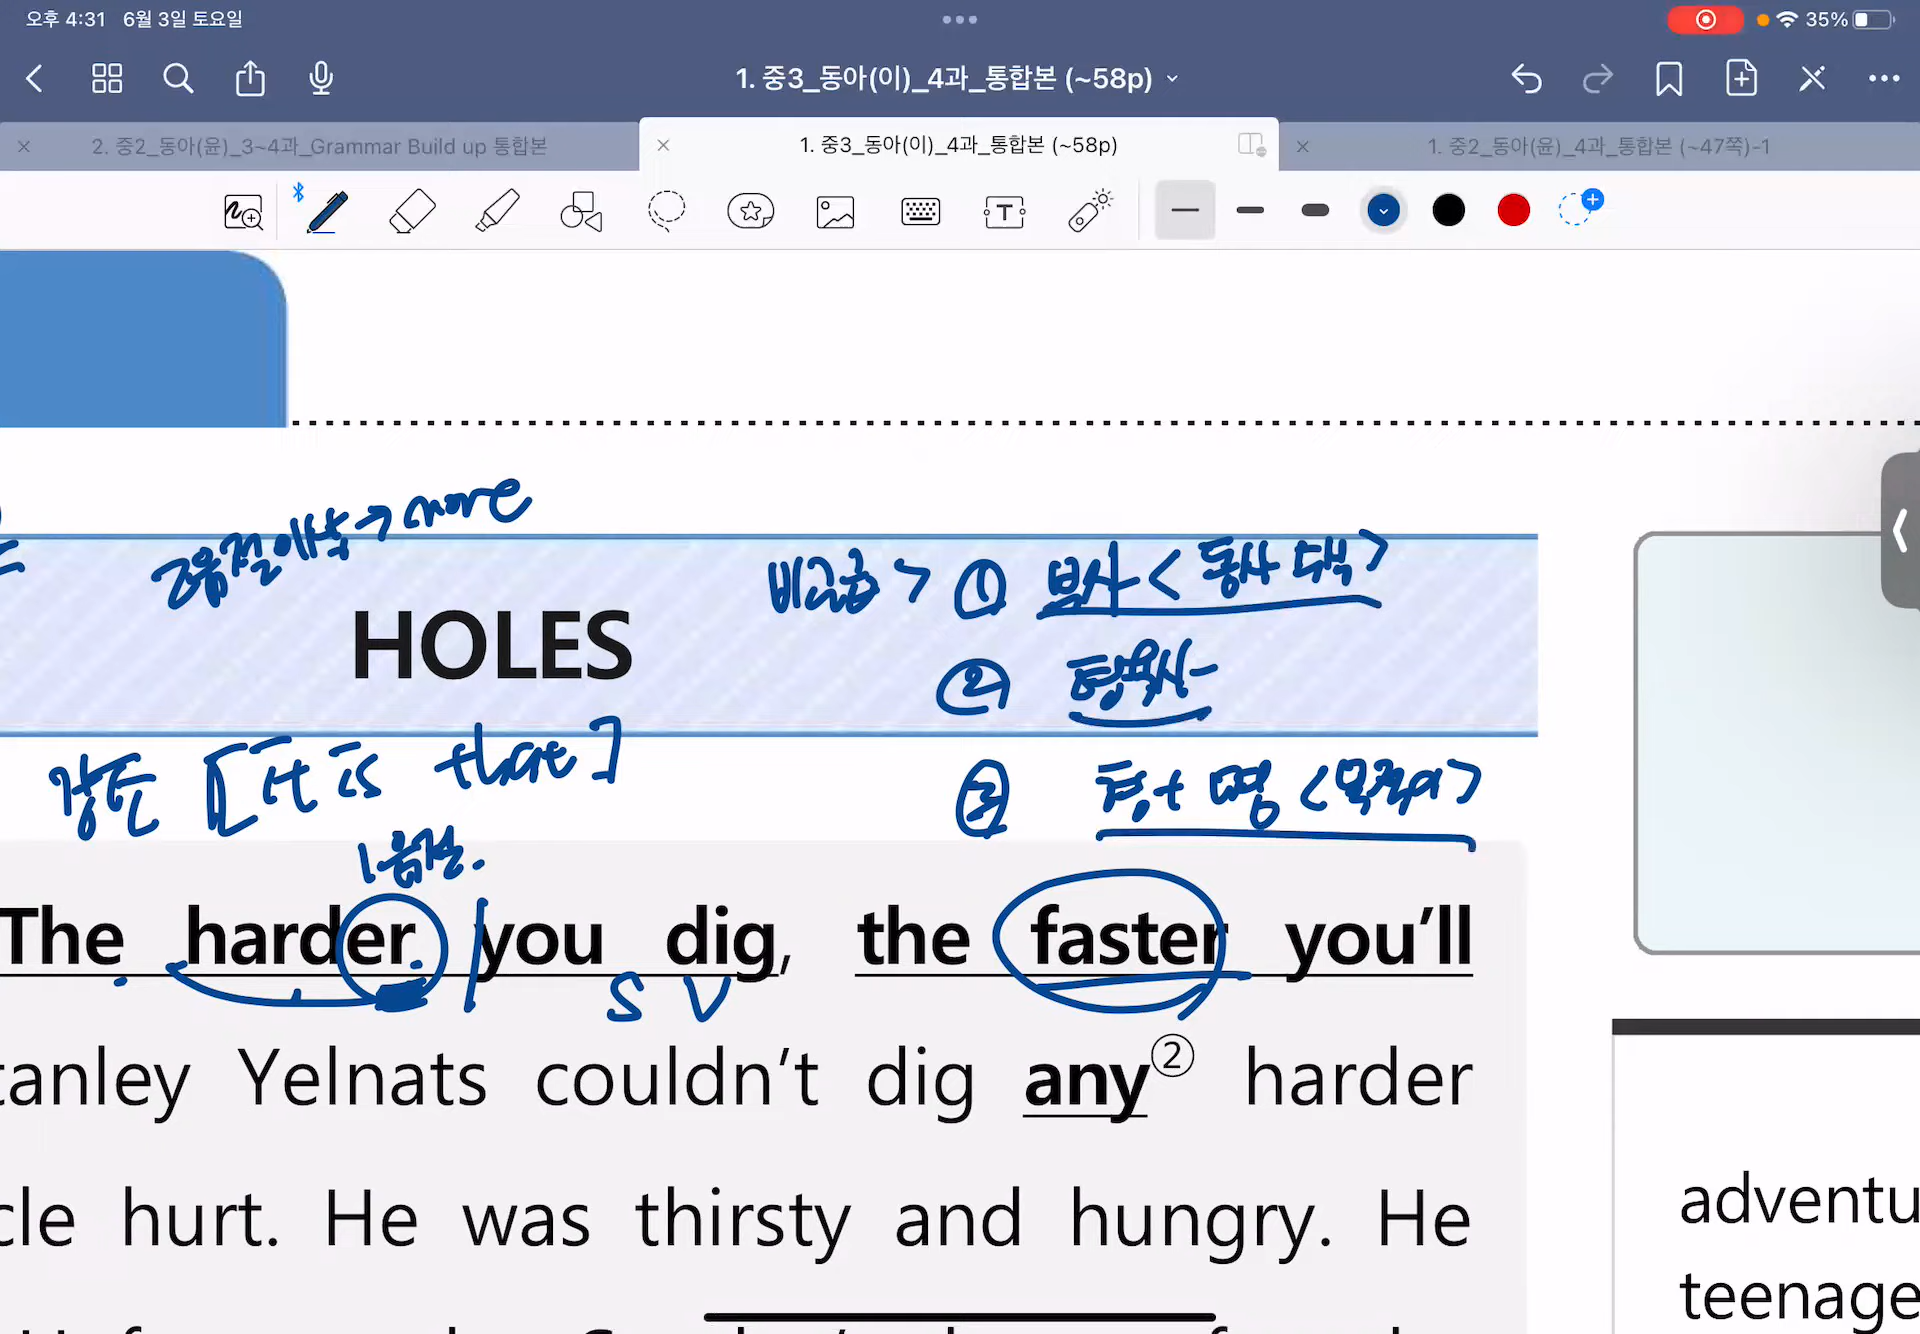 오후 4:31 6월 3일 토요일
35%
1. 중3_동아(이)_4과_통합본 (~58p)
2. 중2_동아(윤)_3~4과_Grammar Build up 통합본
1. 중3_동아(이)_4과_통합본 (~58p)
1. 중2_동아(윤)_4과_통합본 (~47쪽)-1
2음절 이상 → more
비교급 > ① 부사 < 동사 >
HOLES
② 형용사
강조 [It is that]
③ 형+명 <목적어>
1음절.
The harder you dig, the faster you'll
S V
tanley Yelnats couldn't dig any② harder
cle hurt. He was thirsty and hungry. He
adventu
teenage